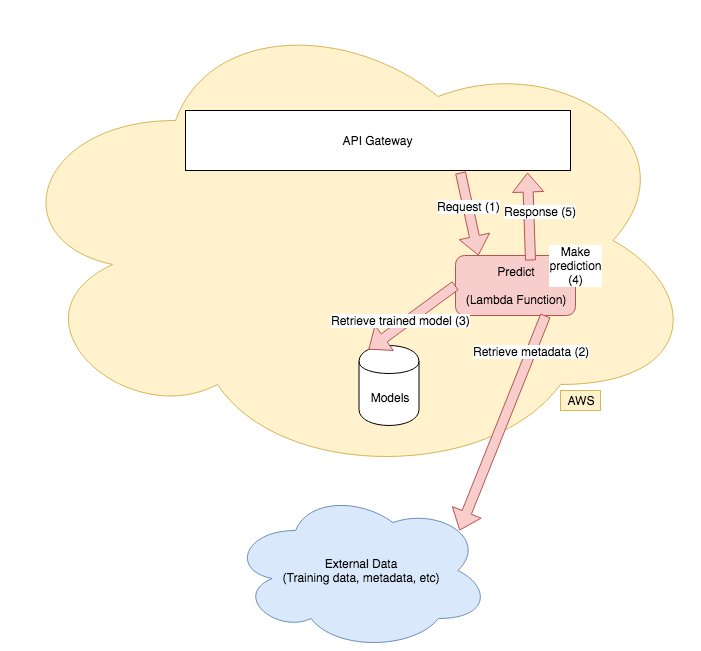 API Gateway
Request (1)
Response (5)
Make
prediction
(4)
Predict
(Lambda Function)
Retrieve trained model (3)
Retrieve metadata (2)
Models
AWS
External Data
(Training data, metadata, etc)